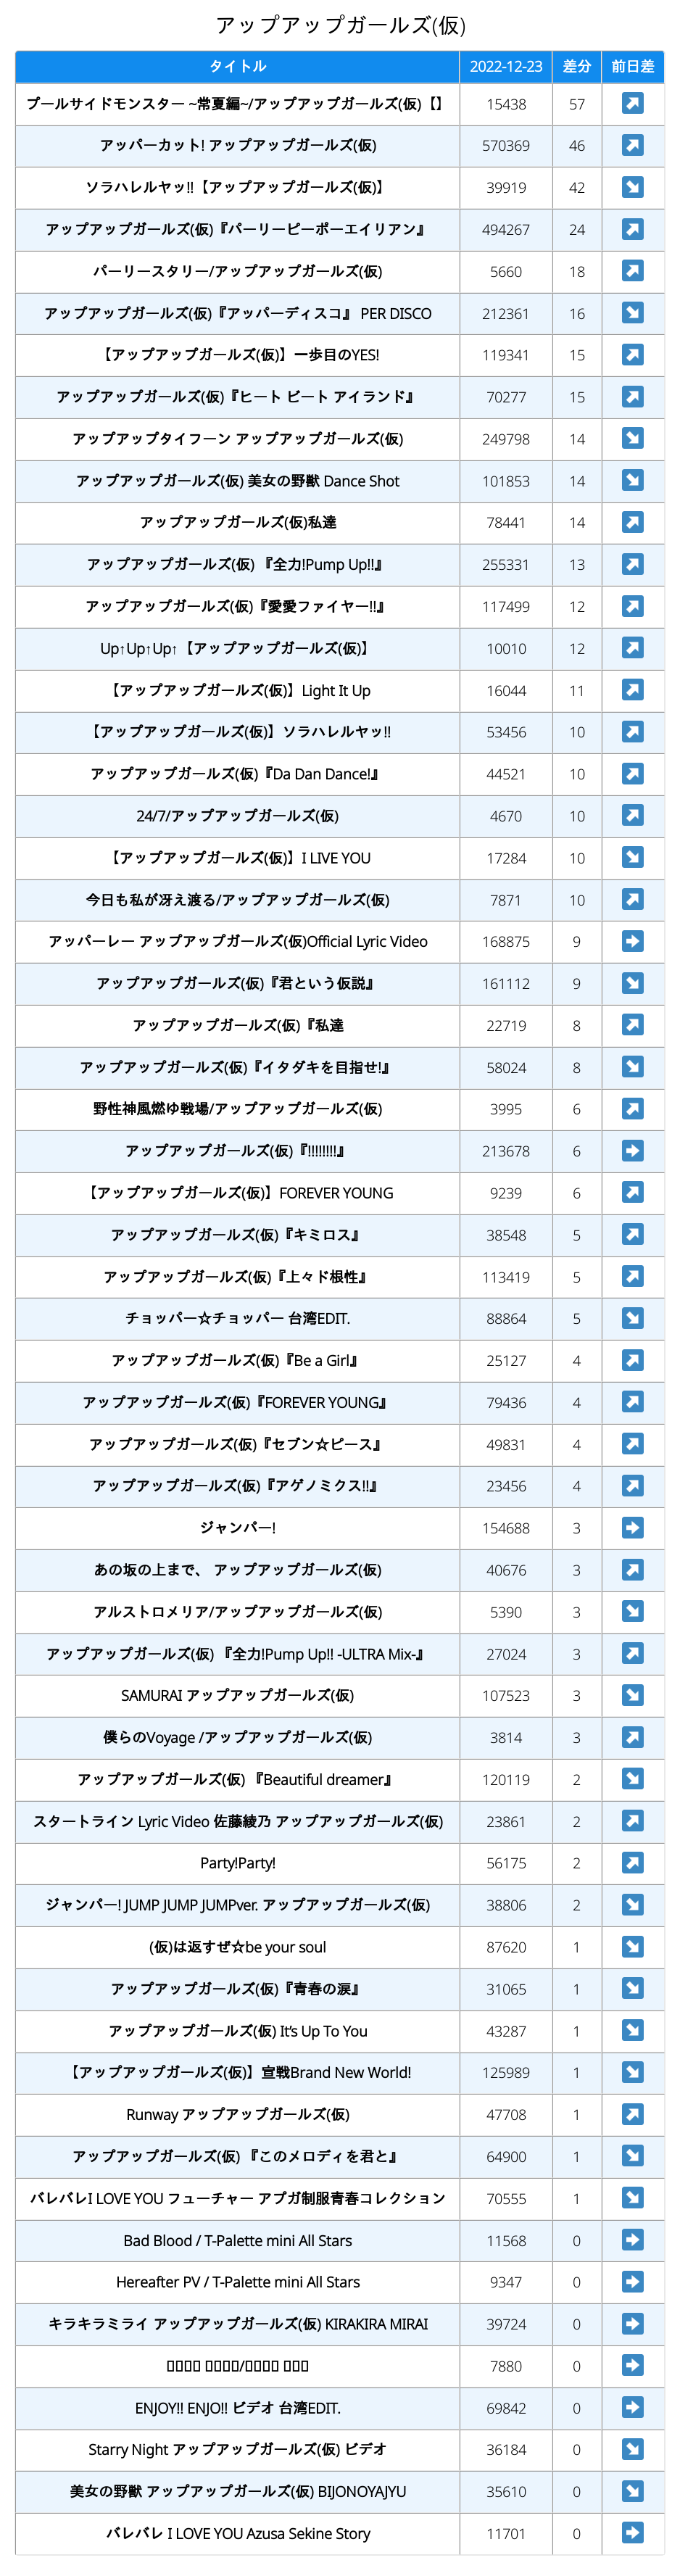 アップアップガールズ(仮)
タイトル 2022-12-23 差分 前日差
プールサイドモンスター ~常夏編~/アップアップガールズ(仮)【】 15438 57 ↗
アッパーカット! アップアップガールズ(仮) 570369 46 ↗
ソラハレルヤッ!!【アップアップガールズ(仮)】 39919 42 ↘
アップアップガールズ(仮)『パーリーピーポーエイリアン』 494267 24 ↗
パーリースタリー/アップアップガールズ(仮) 5660 18 ↗
アップアップガールズ(仮)『アッパーディスコ』 PER DISCO 212361 16 ↘
【アップアップガールズ(仮)】一歩目のYES! 119341 15 ↗
アップアップガールズ(仮)『ヒート ビート アイランド』 70277 15 ↗
アップアップタイフーン アップアップガールズ(仮) 249798 14 ↘
アップアップガールズ(仮) 美女の野獣 Dance Shot 101853 14 ↘
アップアップガールズ(仮)私達 78441 14 ↗
アップアップガールズ(仮) 『全力!Pump Up!!』 255331 13 ↗
アップアップガールズ(仮)『愛愛ファイヤー!!』 117499 12 ↗
Up↑Up↑Up↑【アップアップガールズ(仮)】 10010 12 ↗
【アップアップガールズ(仮)】Light It Up 16044 11 ↗
【アップアップガールズ(仮)】ソラハレルヤッ!! 53456 10 ↗
アップアップガールズ(仮)『Da Dan Dance!』 44521 10 ↗
24/7/アップアップガールズ(仮) 4670 10 ↗
【アップアップガールズ(仮)】I LIVE YOU 17284 10 ↘
今日も私が冴え渡る/アップアップガールズ(仮) 7871 10 ↗
アッパーレー アップアップガールズ(仮)Official Lyric Video 168875 9 ➡
アップアップガールズ(仮)『君という仮説』 161112 9 ↘
アップアップガールズ(仮)『私達 22719 8 ↗
アップアップガールズ(仮)『イタダキを目指せ!』 58024 8 ↘
野性神風燃ゆ戦場/アップアップガールズ(仮) 3995 6 ↗
アップアップガールズ(仮)『!!!!!!!!』 213678 6 ➡
【アップアップガールズ(仮)】FOREVER YOUNG 9239 6 ↗
アップアップガールズ(仮)『キミロス』 38548 5 ↗
アップアップガールズ(仮)『上々ド根性』 113419 5 ↗
チョッパー☆チョッパー 台湾EDIT. 88864 5 ↘
アップアップガールズ(仮)『Be a Girl』 25127 4 ↗
アップアップガールズ(仮)『FOREVER YOUNG』 79436 4 ↗
アップアップガールズ(仮)『セブン☆ピース』 49831 4 ↗
アップアップガールズ(仮)『アゲノミクス!!』 23456 4 ↗
ジャンパー! 154688 3 ➡
あの坂の上まで、 アップアップガールズ(仮) 40676 3 ↗
アルストロメリア/アップアップガールズ(仮) 5390 3 ↘
アップアップガールズ(仮) 『全力!Pump Up!! -ULTRA Mix-』 27024 3 ↗
SAMURAI アップアップガールズ(仮) 107523 3 ↘
僕らのVoyage /アップアップガールズ(仮) 3814 3 ↗
アップアップガールズ(仮) 『Beautiful dreamer』 120119 2 ↘
スタートライン Lyric Video 佐藤綾乃 アップアップガールズ(仮) 23861 2 ↗
Party!Party! 56175 2 ↗
ジャンパー! JUMP JUMP JUMPver. アップアップガールズ(仮) 38806 2 ↘
(仮)は返すぜ☆be your soul 87620 1 ↘
アップアップガールズ(仮)『青春の涙』 31065 1 ↘
アップアップガールズ(仮) It's Up To You 43287 1 ↘
【アップアップガールズ(仮)】宣戦Brand New World! 125989 1 ↘
Runway アップアップガールズ(仮) 47708 1 ↗
アップアップガールズ(仮) 『このメロディを君と』 64900 1 ↘
バレバレI LOVE YOU フューチャー アプガ制服青春コレクション 70555 1 ↘
Bad Blood / T-Palette mini All Stars 11568 0 ➡
Hereafter PV / T-Palette mini All Stars 9347 0 ➡
キラキラミライ アップアップガールズ(仮) KIRAKIRA MIRAI 39724 0 ➡
▯▯▯▯ ▯▯▯▯/▯▯▯▯ ▯▯▯ 7880 0 ➡
ENJOY!! ENJO!! ビデオ 台湾EDIT. 69842 0 ➡
Starry Night アップアップガールズ(仮) ビデオ 36184 0 ↘
美女の野獣 アップアップガールズ(仮) BIJONOYAJYU 35610 0 ↘
バレバレ I LOVE YOU Azusa Sekine Story 11701 0 ➡